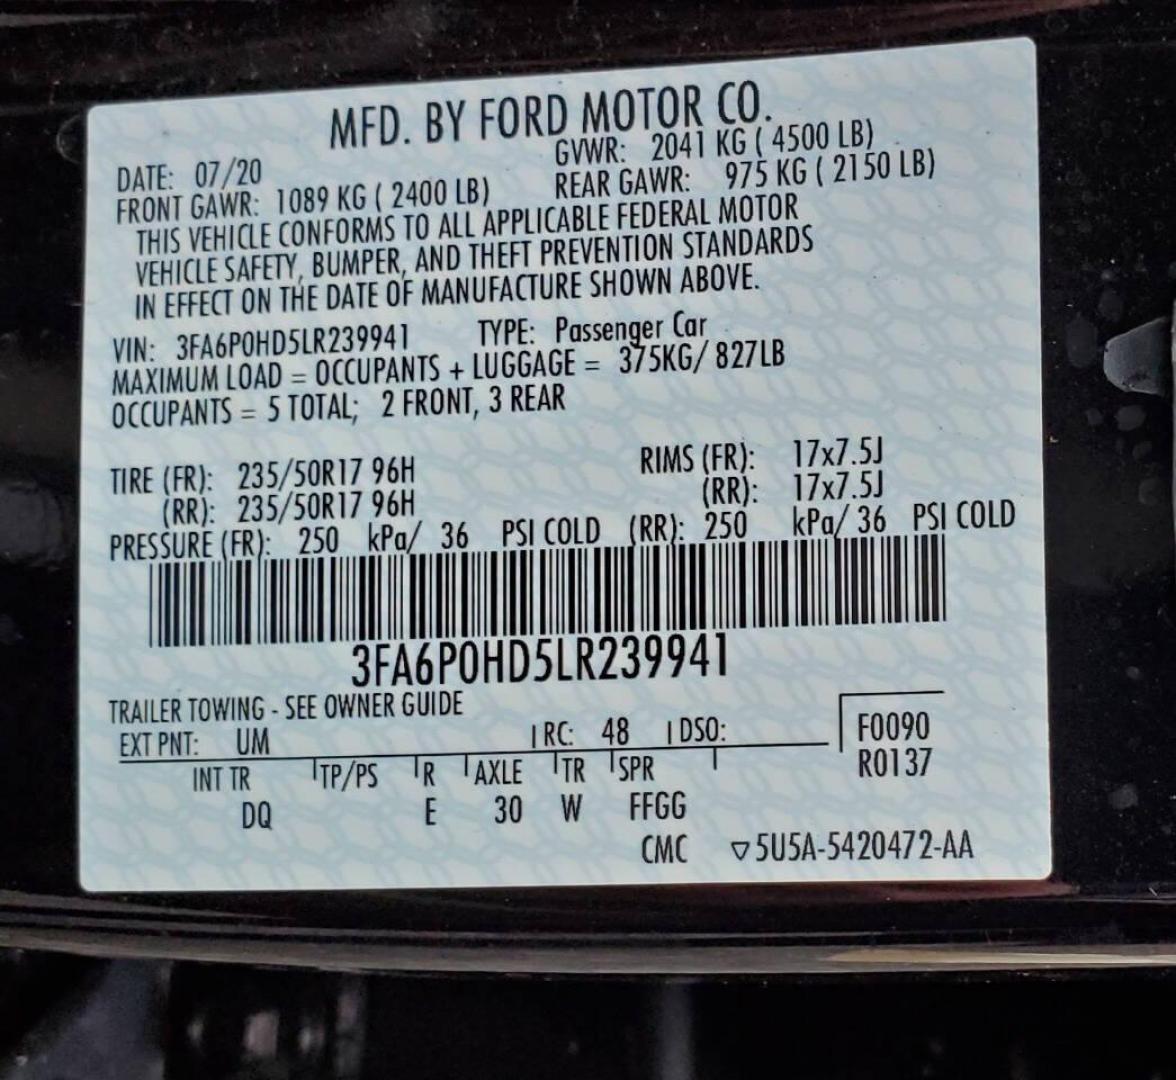 MFD. BY FORD MOTOR CO.
DATE: 07/20 GVWR: 2041 KG ( 4500 LB)
FRONT GAWR: 1089 KG ( 2400 LB) REAR GAWR: 975 KG ( 2150 LB)
THIS VEHICLE CONFORMS TO ALL APPLICABLE FEDERAL MOTOR
VEHICLE SAFETY, BUMPER, AND THEFT PREVENTION STANDARDS
IN EFFECT ON THE DATE OF MANUFACTURE SHOWN ABOVE.
VIN: 3FA6P0HD5LR239941 TYPE: Passenger Car
MAXIMUM LOAD = OCCUPANTS + LUGGAGE = 375KG/ 827LB
OCCUPANTS = 5 TOTAL; 2 FRONT, 3 REAR
TIRE (FR): 235/50R17 96H RIMS (FR): 17x7.5J
(RR): 235/50R17 96H (RR): 17x7.5J
PRESSURE (FR): 250 kPa/ 36 PSI COLD (RR): 250 kPa/ 36 PSI COLD
3FA6P0HD5LR239941
TRAILER TOWING - SEE OWNER GUIDE
EXT PNT: UM RC: 48 DSO: F0090
INT TR TP/PS R AXLE TR SPR R0137
DQ E 30 W FFGG
CMC ▽5U5A-5420472-AA